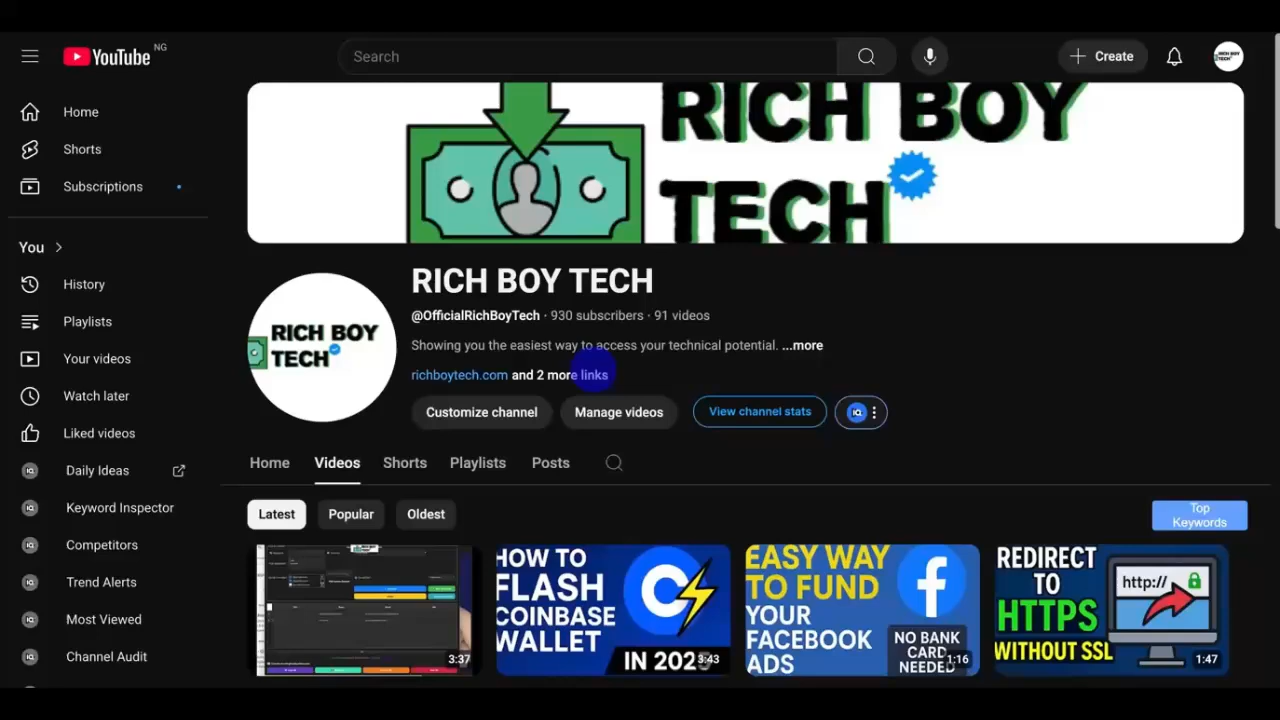 YouTube NG
Search
Create
RICH BOY TECH
Home
Shorts
Subscriptions
You
History
Playlists
Your videos
Watch later
Liked videos
Daily Ideas
Keyword Inspector
Competitors
Trend Alerts
Most Viewed
Channel Audit
RICH BOY
TECH
RICH BOY
TECH
RICH BOY TECH
@OfficialRichBoyTech · 930 subscribers · 91 videos
Showing you the easiest way to access your technical potential. ...more
richboytech.com and 2 more links
Customize channel
Manage videos
View channel stats
IQ
Home
Videos
Shorts
Playlists
Posts
Latest
Popular
Oldest
Top
Keywords
3:37
HOW TO
FLASH
COINBASE
WALLET
IN 202
3:43
EASY WAY
TO FUND
YOUR
FACEBOOK
ADS
NO BANK
CARD
NEEDED
1:16
REDIRECT
TO
HTTPS
WITHOUT SSL
http://
1:47